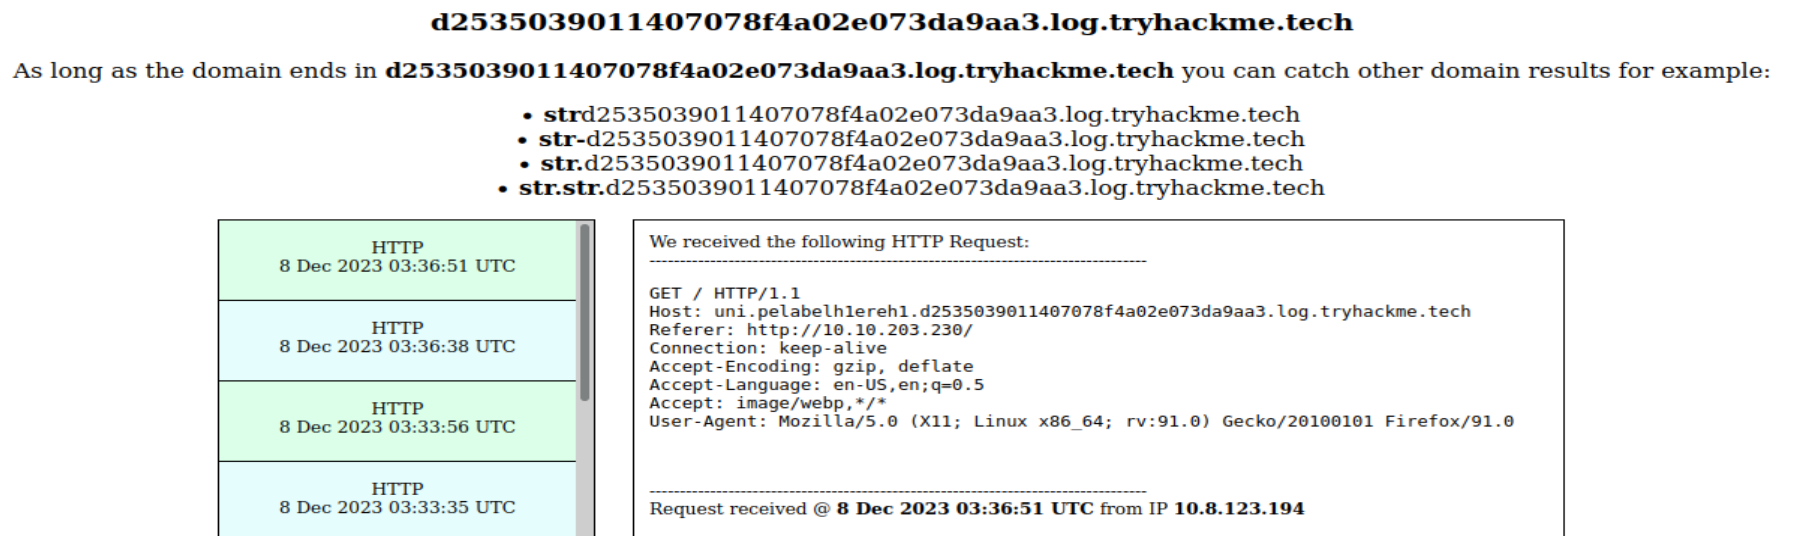 d2535039011407078f4a02e073da9aa3.log.tryhackme.tech
As long as the domain ends in d2535039011407078f4a02e073da9aa3.log.tryhackme.tech you can catch other domain results for example:
• strd2535039011407078f4a02e073da9aa3.log.tryhackme.tech
• str-d2535039011407078f4a02e073da9aa3.log.tryhackme.tech
• str.d2535039011407078f4a02e073da9aa3.log.tryhackme.tech
• str.str.d2535039011407078f4a02e073da9aa3.log.tryhackme.tech
HTTP
8 Dec 2023 03:36:51 UTC
HTTP
8 Dec 2023 03:36:38 UTC
HTTP
8 Dec 2023 03:33:56 UTC
HTTP
8 Dec 2023 03:33:35 UTC
We received the following HTTP Request:
--------------------------------------------------------------------------------
GET / HTTP/1.1
Host: uni.pelabelh1ereh1.d2535039011407078f4a02e073da9aa3.log.tryhackme.tech
Referer: http://10.10.203.230/
Connection: keep-alive
Accept-Encoding: gzip, deflate
Accept-Language: en-US,en;q=0.5
Accept: image/webp,*/*
User-Agent: Mozilla/5.0 (X11; Linux x86_64; rv:91.0) Gecko/20100101 Firefox/91.0
--------------------------------------------------------------------------------
Request received @ 8 Dec 2023 03:36:51 UTC from IP 10.8.123.194